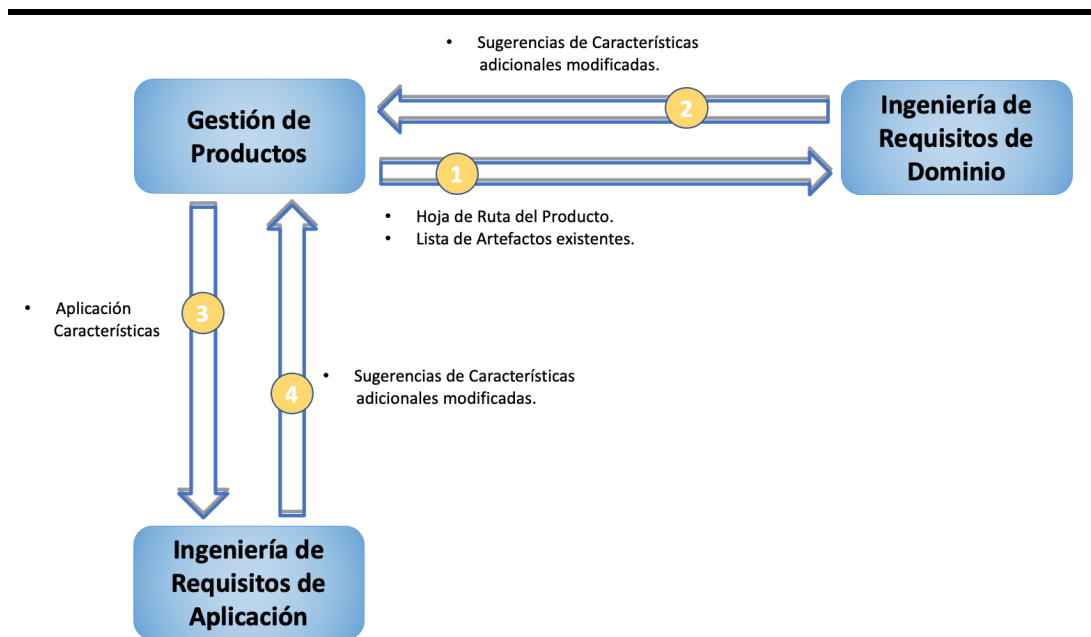 • Sugerencias de Características
adicionales modificadas.
Gestión de
Productos
2
Ingeniería de
Requisitos de
Dominio
1
• Hoja de Ruta del Producto.
• Lista de Artefactos existentes.
• Aplicación
Características
3
4
• Sugerencias de Características
adicionales modificadas.
Ingeniería de
Requisitos de
Aplicación